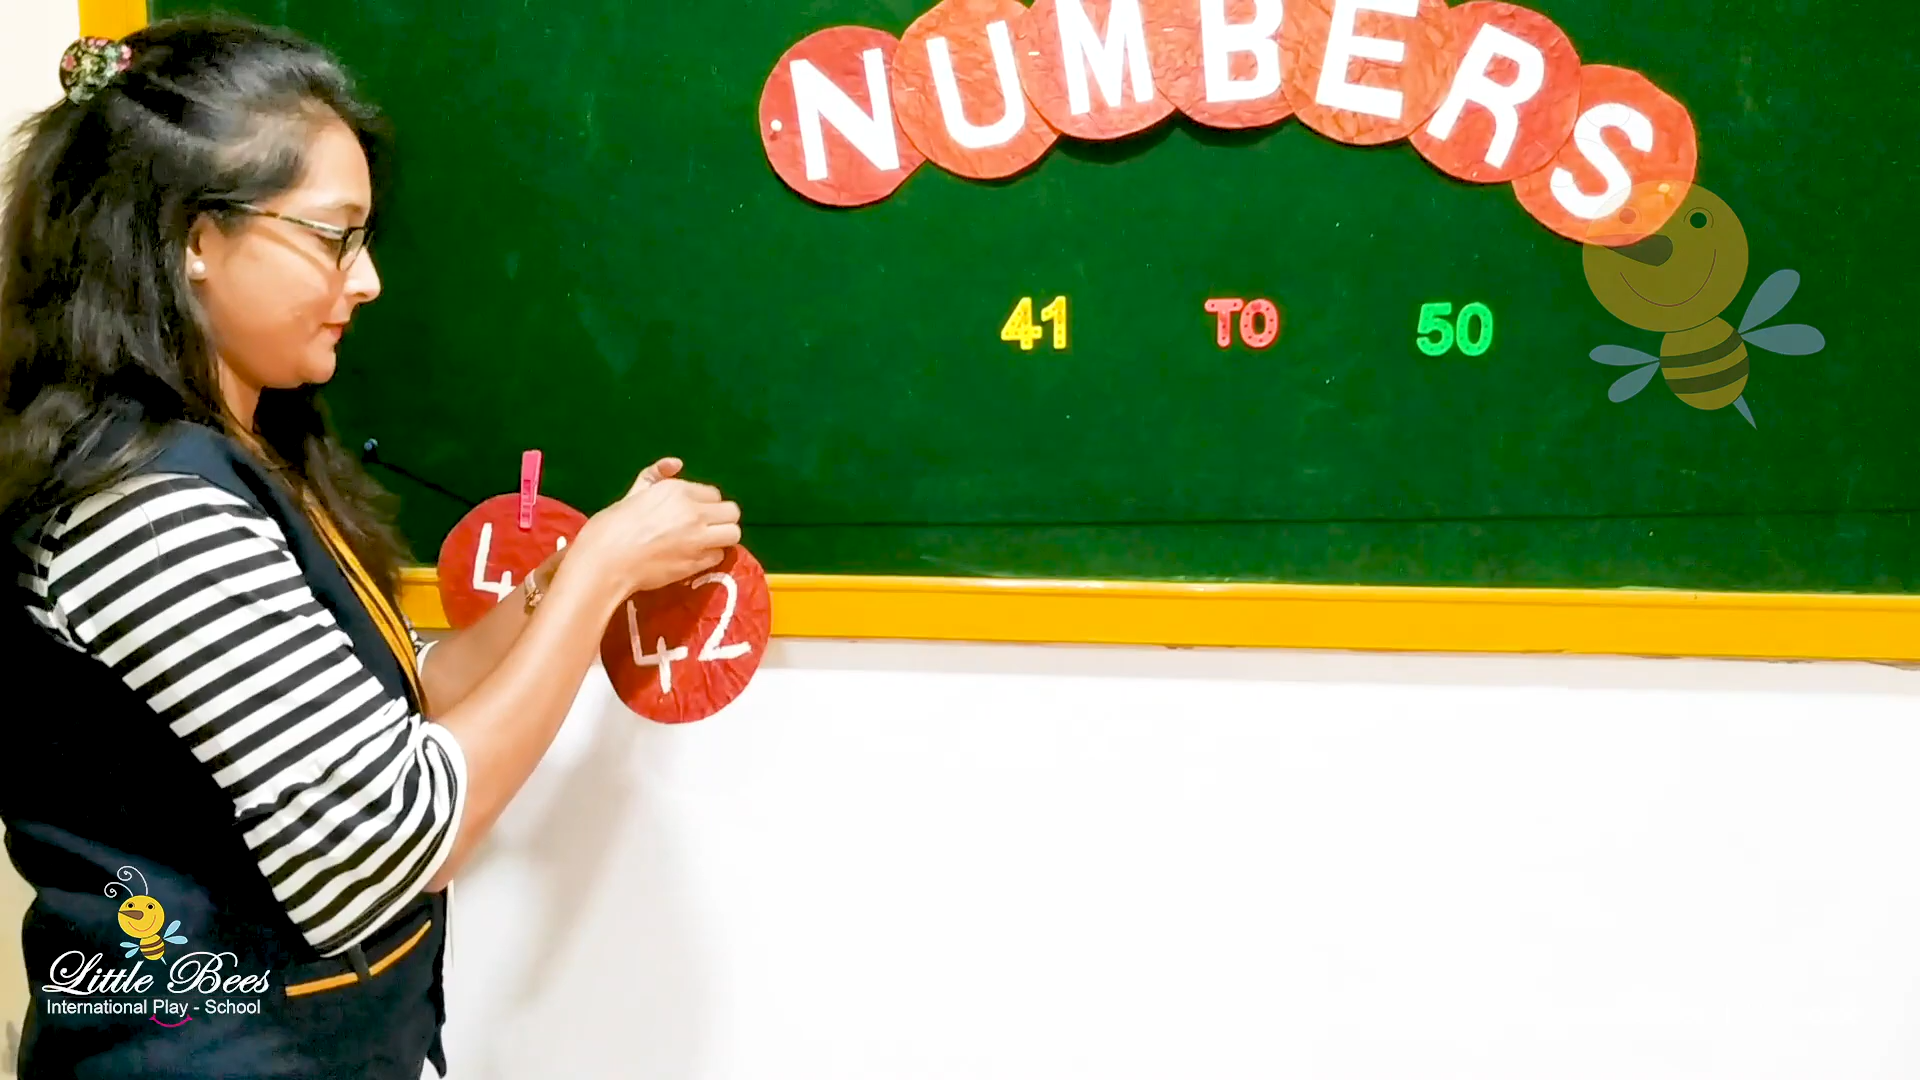 NUMBERS
41 TO 50
42
Little Bees
International Play - School